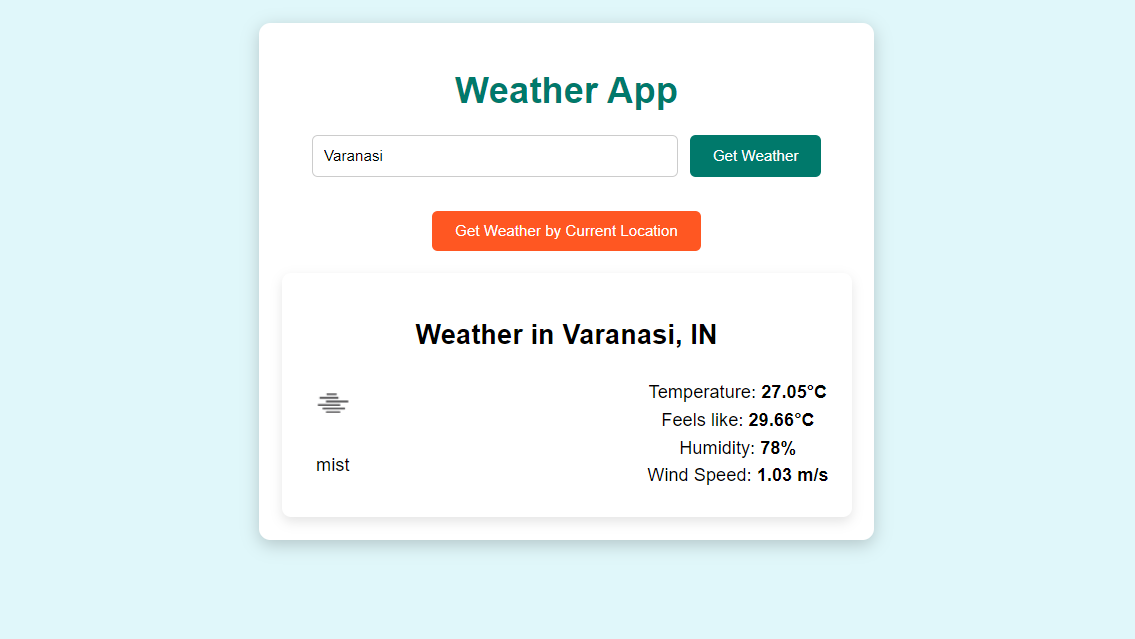 Weather App
Varanasi
Get Weather
Get Weather by Current Location
Weather in Varanasi, IN
mist
Temperature: 27.05°C
Feels like: 29.66°C
Humidity: 78%
Wind Speed: 1.03 m/s